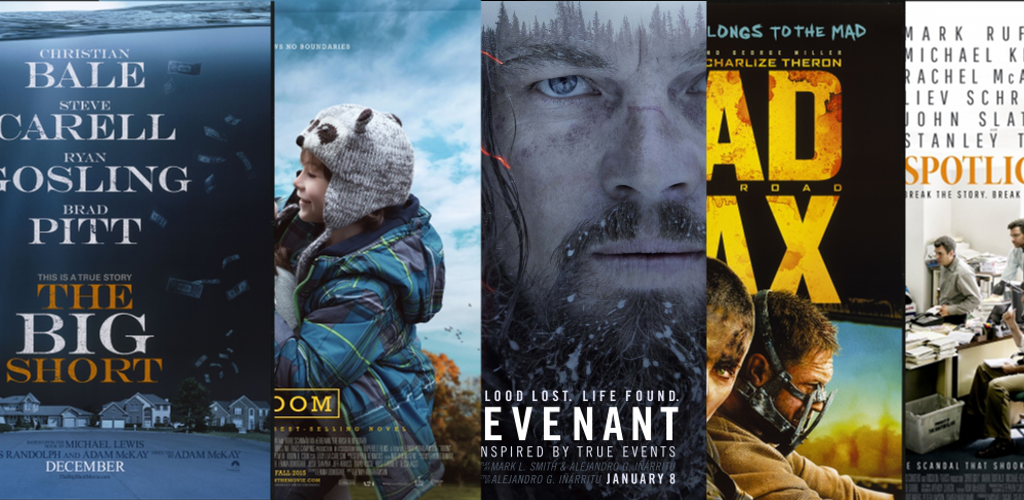 CHRISTIAN
BALE
STEVE
CARELL
RYAN
GOSLING
BRAD
PITT
THIS IS A TRUE STORY
THE
BIG
SHORT
MICHAEL LEWIS
S RANDOLPH AND ADAM McKAY ADAM McKAY
DECEMBER
WS NO BOUNDARIES
OOM
EST-SELLING NOVEL
FALL 2015
LOOD LOST. LIFE FOUND.
EVENANT
NSPIRED BY TRUE EVENTS
MARK L. SMITH & ALEJANDRO G. IÑÁRRITU
ALEJANDRO G. IÑÁRRITU JANUARY 8
LONGS TO THE MAD
GEORGE MILLER
CHARLIZE THERON
AD
ROAD
AX
MARK RUF
MICHAEL K
RACHEL McA
LIEV SCHR
JOHN SLAT
STANLEY T
SPOTLIG
BREAK THE STORY. BREAK
E SCANDAL THAT SHOOK